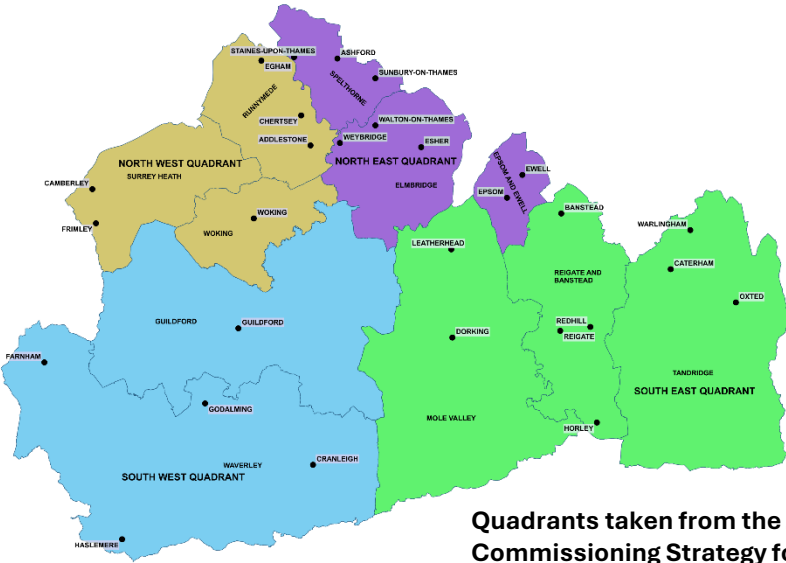 STAINES-UPON-THAMES
ASHFORD
EGHAM
SUNBURY-ON-THAMES
SPELTHORNE
RUNNYMEDE
CHERTSEY
WALTON-ON-THAMES
ADDLESTONE
WEYBRIDGE
ESHER
NORTH WEST QUADRANT
NORTH EAST QUADRANT
SURREY HEATH
EPSOM AND EWELL
EWELL
CAMBERLEY
ELMBRIDGE
EPSOM
BANSTEAD
WOKING
FRIMLEY
WOKING
WARLINGHAM
LEATHERHEAD
CATERHAM
REIGATE AND
BANSTEAD
OXTED
GUILDFORD
GUILDFORD
REDHILL
DORKING
REIGATE
FARNHAM
TANDRIDGE
SOUTH EAST QUADRANT
GODALMING
MOLE VALLEY
HORLEY
CRANLEIGH
WAVERLEY
SOUTH WEST QUADRANT
HASLEMERE
Quadrants taken from the
Commissioning Strategy fo